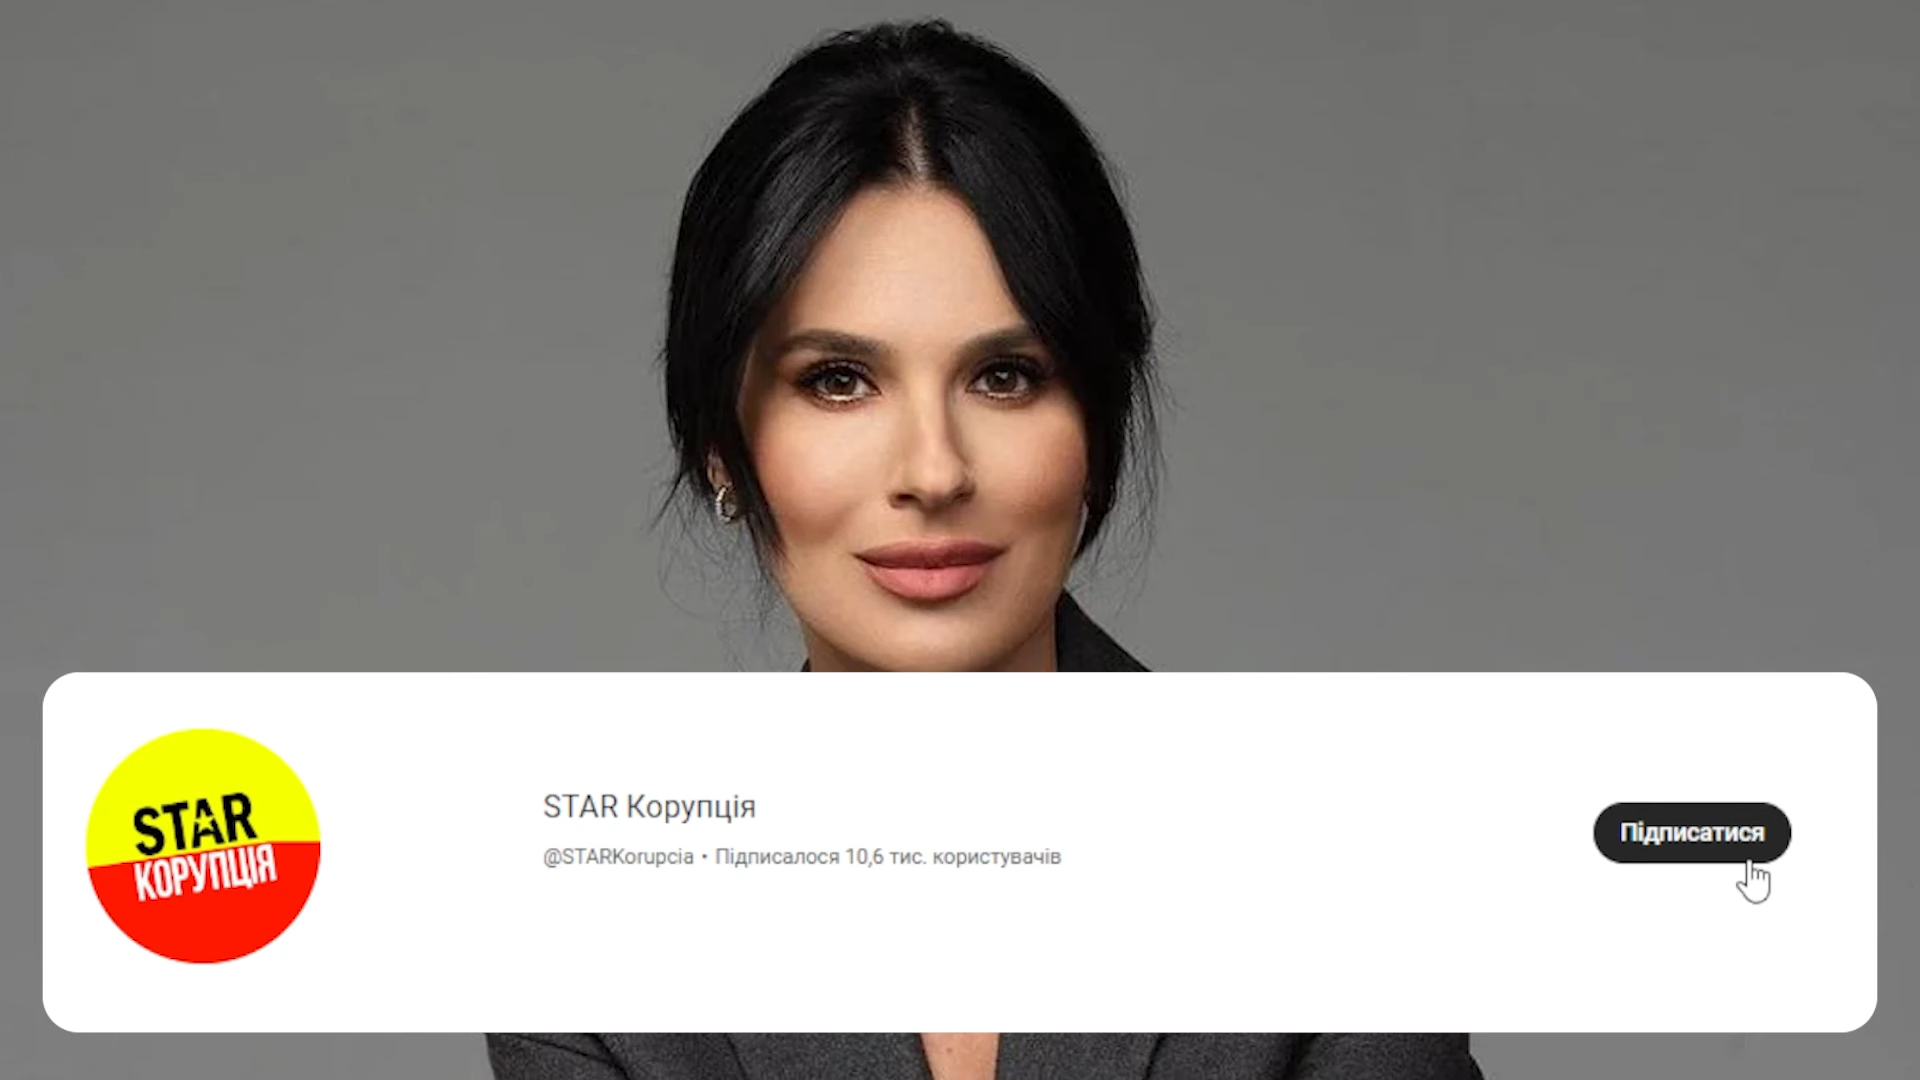 STAR
КОРУПЦІЯ
STAR Корупція
@STARKorupcia • Підписалося 10,6 тис. користувачів
Підписатися